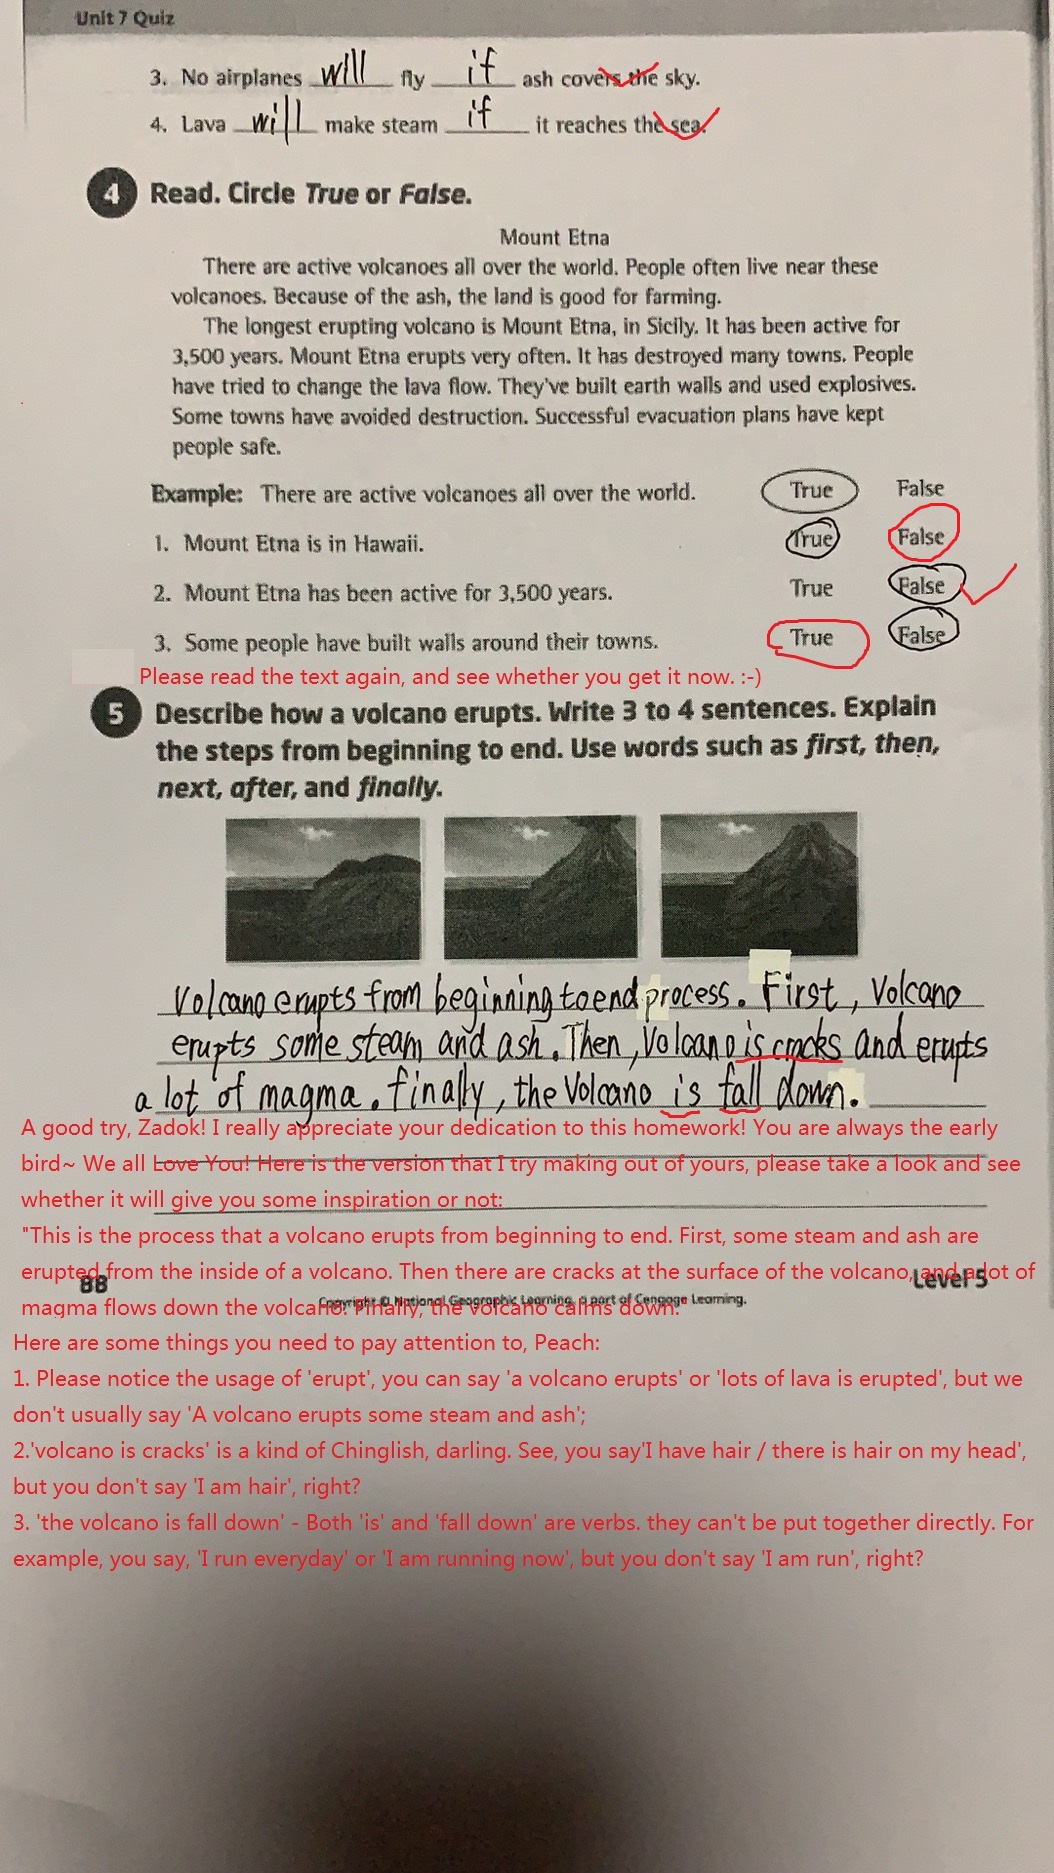 Unit 7 Quiz
3. No airplanes will fly if ash covers the sky.
4. Lava will make steam if it reaches the sea.
4 Read. Circle True or False.
Mount Etna
There are active volcanoes all over the world. People often live near these
volcanoes. Because of the ash, the land is good for farming.
The longest erupting volcano is Mount Etna, in Sicily. It has been active for
3,500 years. Mount Etna erupts very often. It has destroyed many towns. People
have tried to change the lava flow. They've built earth walls and used explosives.
Some towns have avoided destruction. Successful evacuation plans have kept
people safe.
Example: There are active volcanoes all over the world. True False
1. Mount Etna is in Hawaii. True False
2. Mount Etna has been active for 3,500 years. True False
3. Some people have built walls around their towns. True False
Please read the text again, and see whether you get it now. :-)
5 Describe how a volcano erupts. Write 3 to 4 sentences. Explain
the steps from beginning to end. Use words such as first, then,
next, after, and finally.
Volcano erupts from beginning to end process. First, Volcano
erupts some steam and ash. Then, Volcano is cracks and erupts
a lot of magma. finally, the Volcano is fall down.
A good try, Zadok! I really appreciate your dedication to this homework! You are always the early
bird~ We all Love You! Here is the version that I try making out of yours, please take a look and see
whether it will give you some inspiration or not:
"This is the process that a volcano erupts from beginning to end. First, some steam and ash are
erupted from the inside of a volcano. Then there are cracks at the surface of the volcano, and a lot of
88 Level 5
magma flows down the volcano. Finally, the volcano calms down.
Copyright © National Geographic Learning, a part of Cengage Learning.
Here are some things you need to pay attention to, Peach:
1. Please notice the usage of 'erupt', you can say 'a volcano erupts' or 'lots of lava is erupted', but we
don't usually say 'A volcano erupts some steam and ash';
2.'volcano is cracks' is a kind of Chinglish, darling. See, you say'I have hair / there is hair on my head',
but you don't say 'I am hair', right?
3. 'the volcano is fall down' - Both 'is' and 'fall down' are verbs. they can't be put together directly. For
example, you say, 'I run everyday' or 'I am running now', but you don't say 'I am run', right?